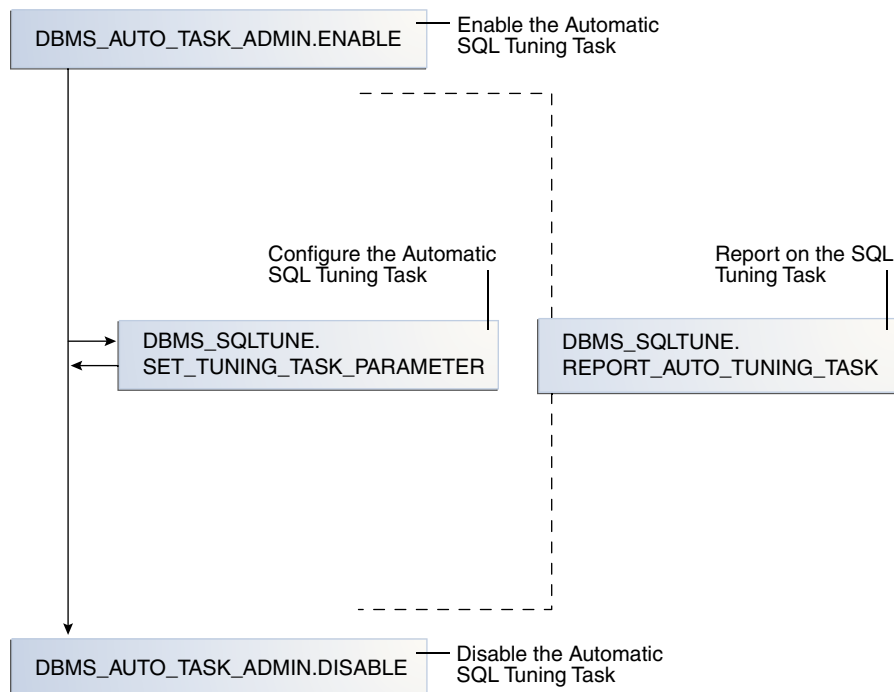 DBMS_AUTO_TASK_ADMIN.ENABLE
Enable the Automatic
SQL Tuning Task
Configure the Automatic
SQL Tuning Task
DBMS_SQLTUNE.
SET_TUNING_TASK_PARAMETER
Report on the SQL
Tuning Task
DBMS_SQLTUNE.
REPORT_AUTO_TUNING_TASK
DBMS_AUTO_TASK_ADMIN.DISABLE
Disable the Automatic
SQL Tuning Task